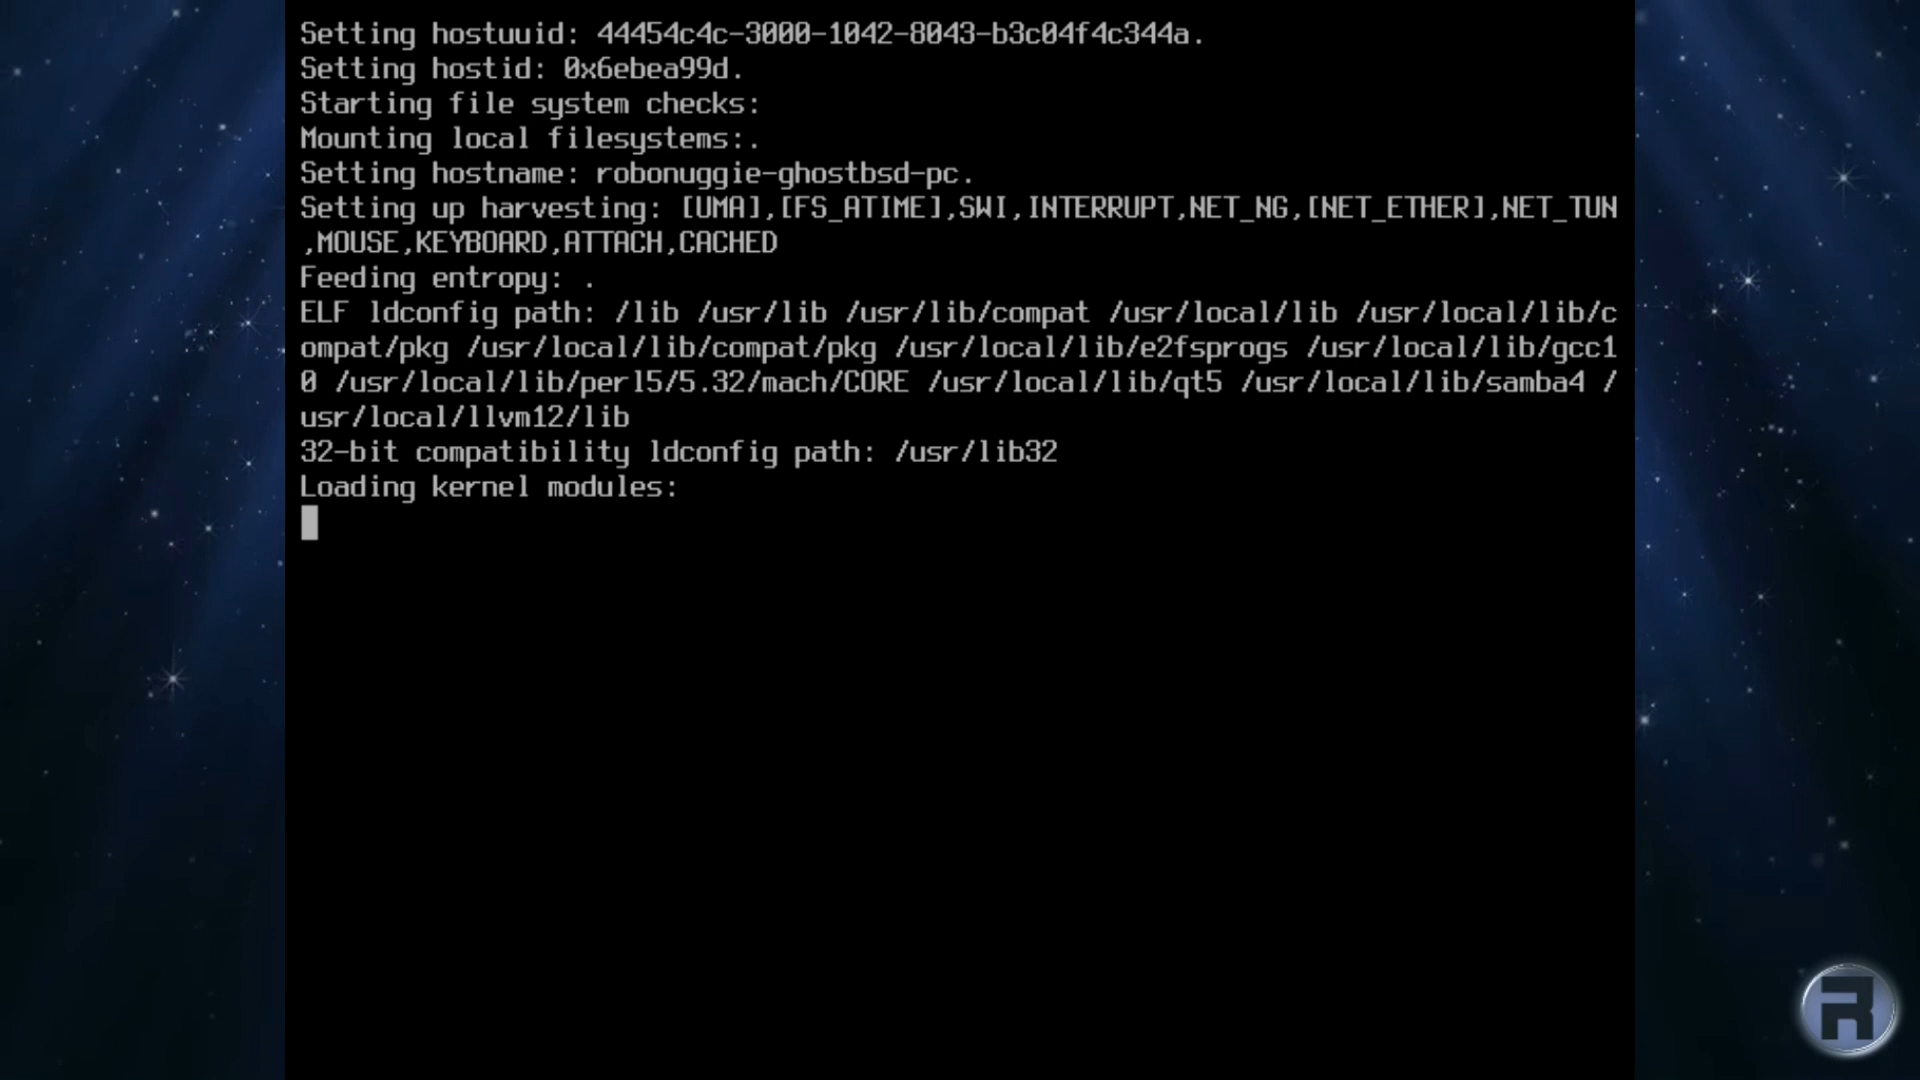 Setting hostuuid: 44454c4c-3000-1042-8043-b3c04f4c344a.
Setting hostid: 0x6ebea99d.
Starting file system checks:
Mounting local filesystems:.
Setting hostname: robonuggie-ghostbsd-pc.
Setting up harvesting: [UMA],[FS_ATIME],SWI,INTERRUPT,NET_NG,[NET_ETHER],NET_TUN
,MOUSE,KEYBOARD,ATTACH,CACHED
Feeding entropy: .
ELF ldconfig path: /lib /usr/lib /usr/lib/compat /usr/local/lib /usr/local/lib/c
ompat/pkg /usr/local/lib/compat/pkg /usr/local/lib/e2fsprogs /usr/local/lib/gcc1
0 /usr/local/lib/perl5/5.32/mach/CORE /usr/local/lib/qt5 /usr/local/lib/samba4 /
usr/local/llvm12/lib
32-bit compatibility ldconfig path: /usr/lib32
Loading kernel modules:
R